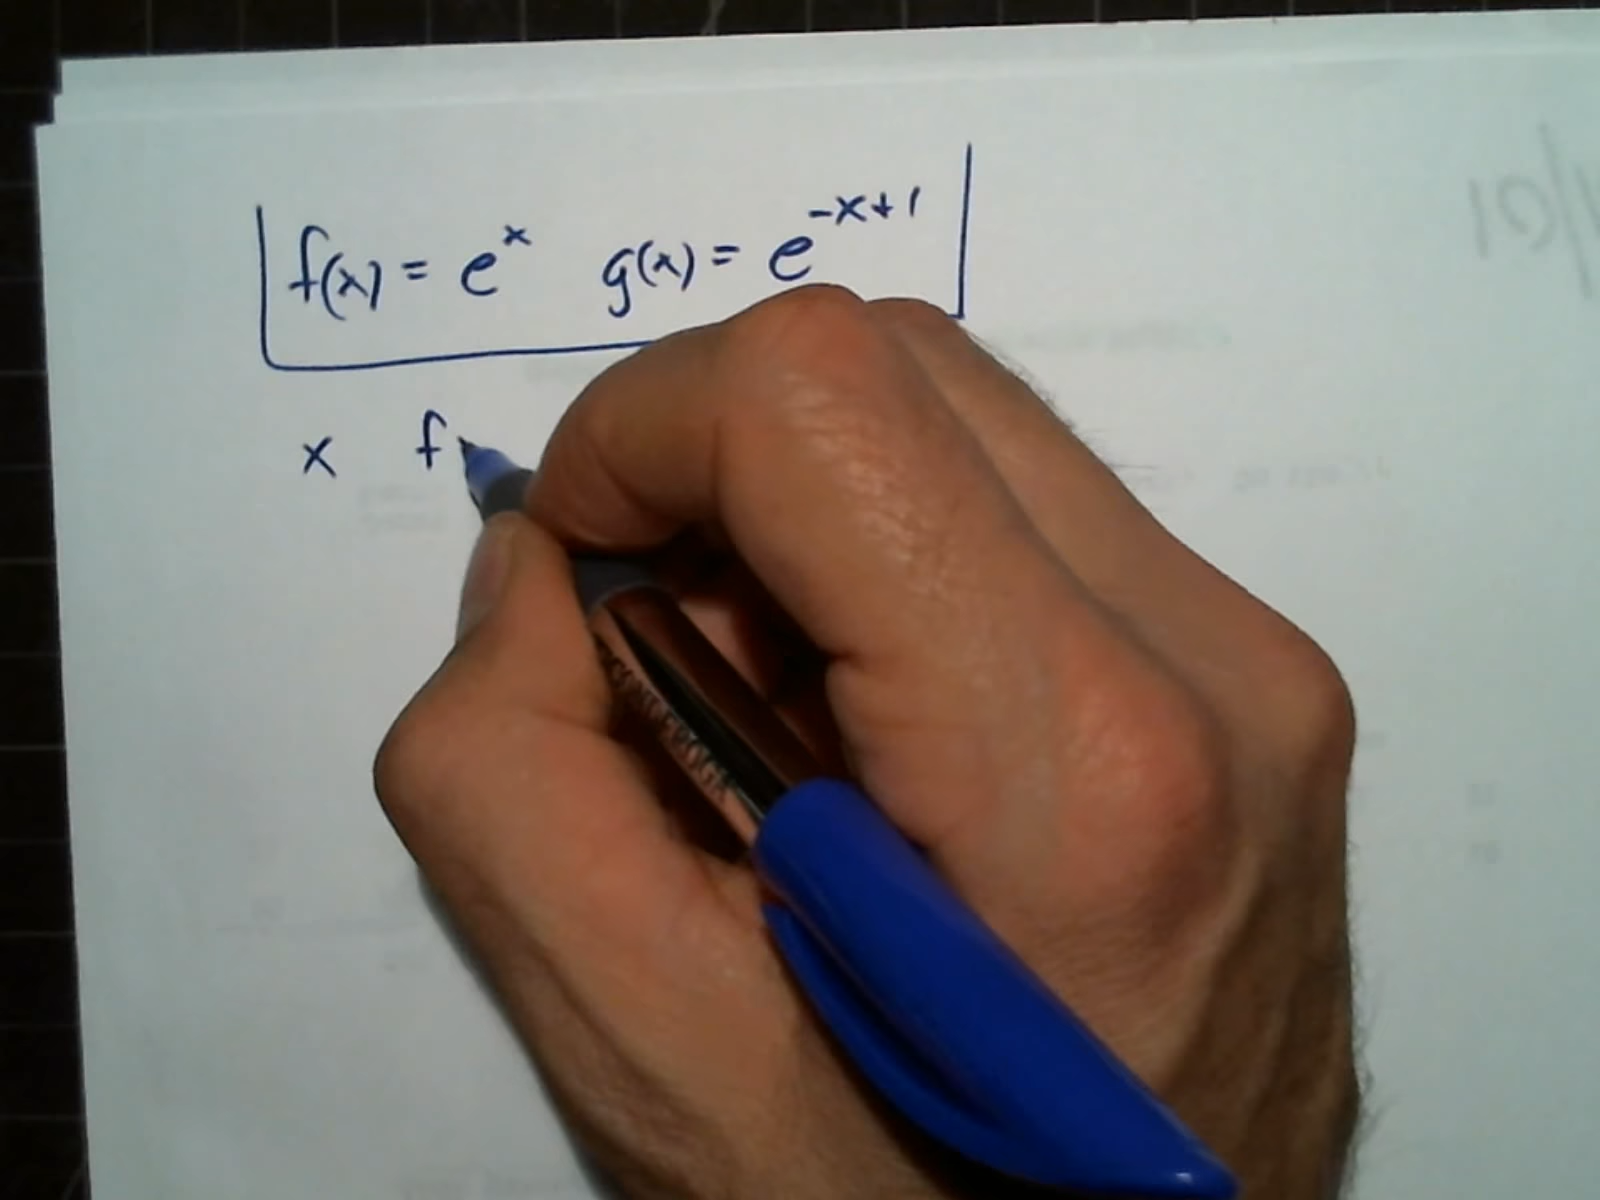 f(x) = e^x g(x) = e^{-x+1}
x f